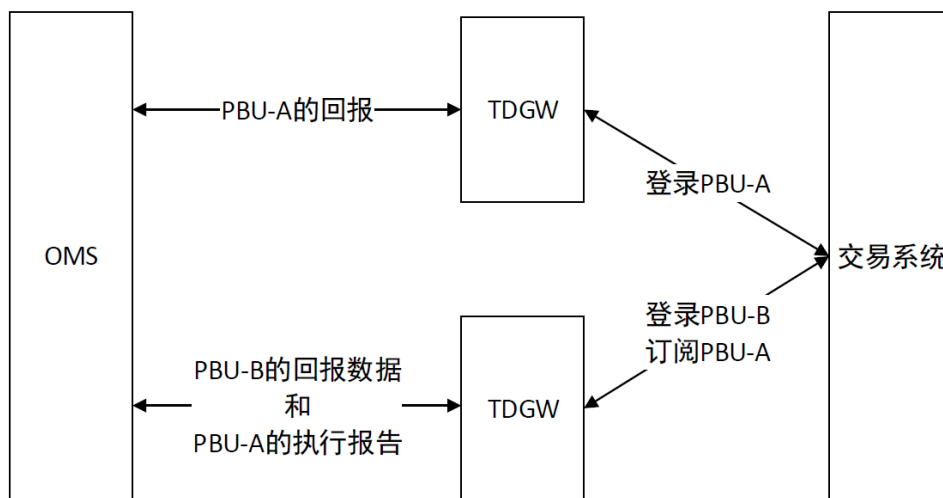 PBU-A的回报
TDGW
登录PBU-A
OMS
交易系统
登录PBU-B
订阅PBU-A
PBU-B的回报数据
和
PBU-A的执行报告
TDGW